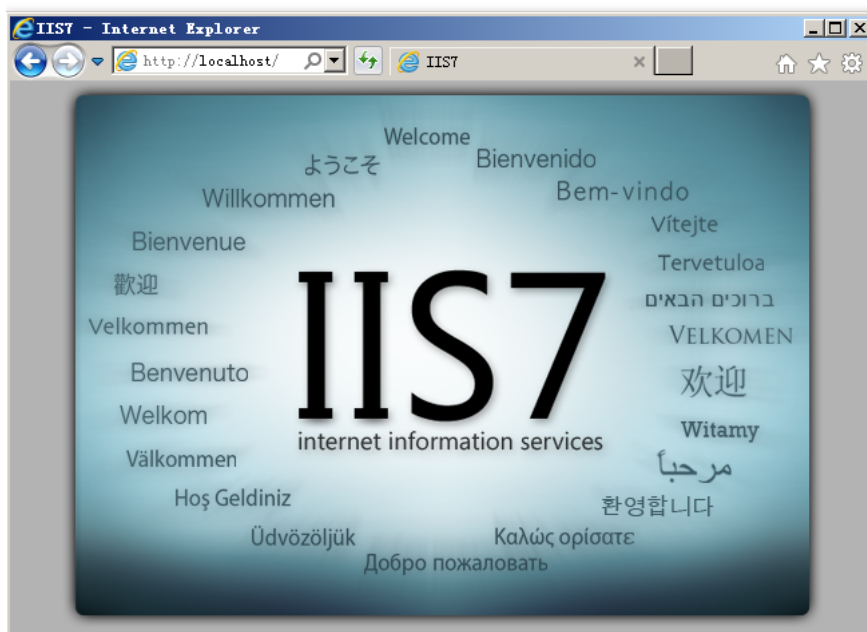 IIS7 - Internet Explorer
http://localhost/
IIS7
Welcome
ようこそ
Bienvenido
Willkommen
Bem-vindo
Vítejte
Bienvenue
Tervetuloa
歡迎
ברוכים הבאים
Velkommen
VELKOMEN
Benvenuto
欢迎
Welkom
Witamy
Välkommen
مرحباً
Hoş Geldiniz
환영합니다
Üdvözöljük
Καλώς ορίσατε
Добро пожаловать
IIS7
internet information services